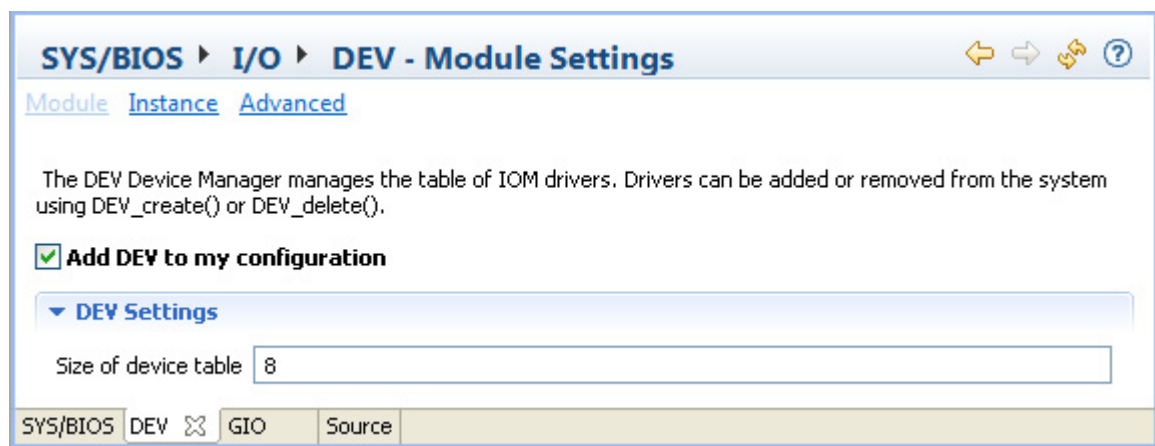 SYS/BIOS ▸ I/O ▸ DEV - Module Settings
Module Instance Advanced
The DEV Device Manager manages the table of IOM drivers. Drivers can be added or removed from the system
using DEV_create() or DEV_delete().
Add DEV to my configuration
DEV Settings
Size of device table 8
SYS/BIOS DEV GIO Source